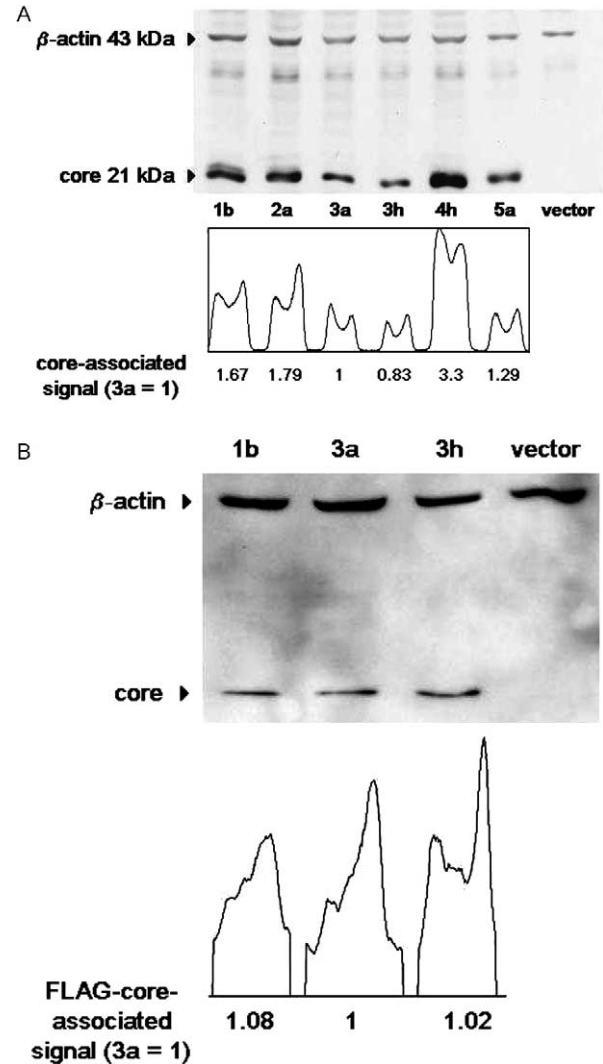 A
β-actin 43 kDa
core 21 kDa
1b 2a 3a 3h 4h 5a vector
core-associated
signal (3a = 1)
1.67 1.79 1 0.83 3.3 1.29
B
1b 3a 3h vector
β-actin
core
FLAG-core-
associated
signal (3a = 1)
1.08 1 1.02